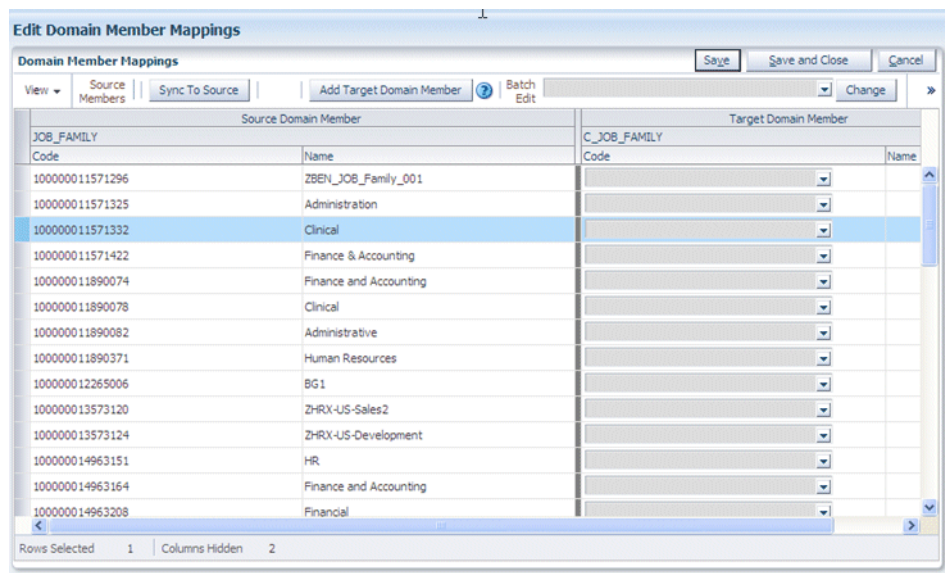 Edit Domain Member Mappings
Domain Member Mappings Save Save and Close Cancel
View Source Members Sync To Source Add Target Domain Member ? Batch Edit Change »
Source Domain Member Target Domain Member
JOB_FAMILY C_JOB_FAMILY
Code Name Code Name
100000011571296 ZBEN_JOB_Family_001
100000011571325 Administration
100000011571332 Clinical
100000011571422 Finance & Accounting
100000011890074 Finance and Accounting
100000011890078 Clinical
100000011890082 Administrative
100000011890371 Human Resources
100000012265006 BG1
100000013573120 ZHRX-US-Sales2
100000013573124 ZHRX-US-Development
100000014963151 HR
100000014963164 Finance and Accounting
100000014963208 Financial
Rows Selected 1 Columns Hidden 2